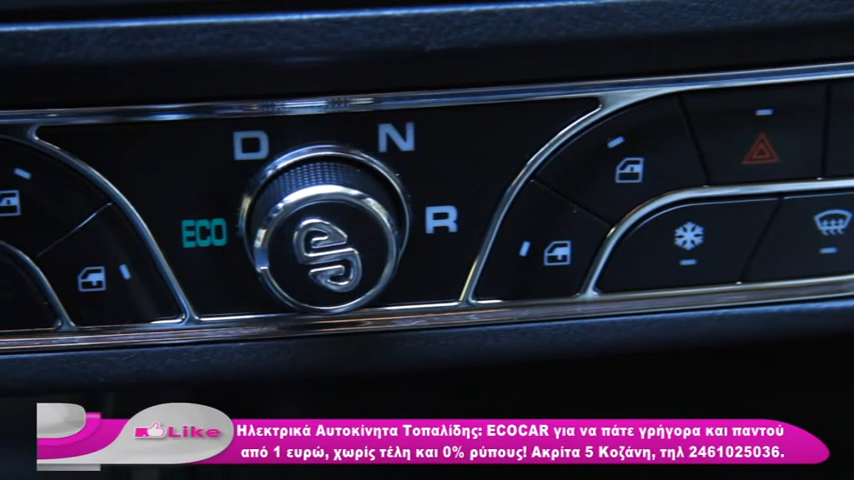 D N
ECO R
Like
Ηλεκτρικά Αυτοκίνητα Τοπαλίδης: ECOCAR για να πάτε γρήγορα και παντού
από 1 ευρώ, χωρίς τέλη και 0% ρύπους! Ακρίτα 5 Κοζάνη, τηλ 2461025036.